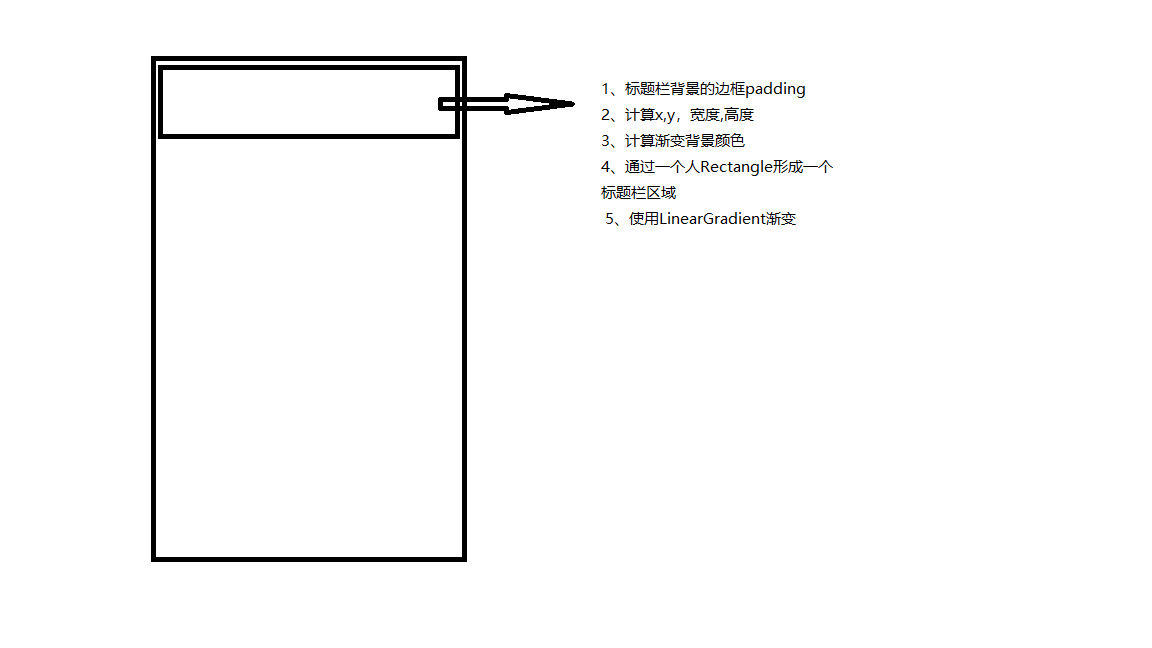 1、标题栏背景的边框padding
2、计算x,y，宽度,高度
3、计算渐变背景颜色
4、通过一个人Rectangle形成一个
标题栏区域
5、使用LinearGradient渐变